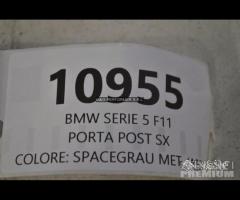 10955
BMW SERIE 5 F11
PORTA POST SX
COLORE: SPACEGRAU MET
PREMIUM